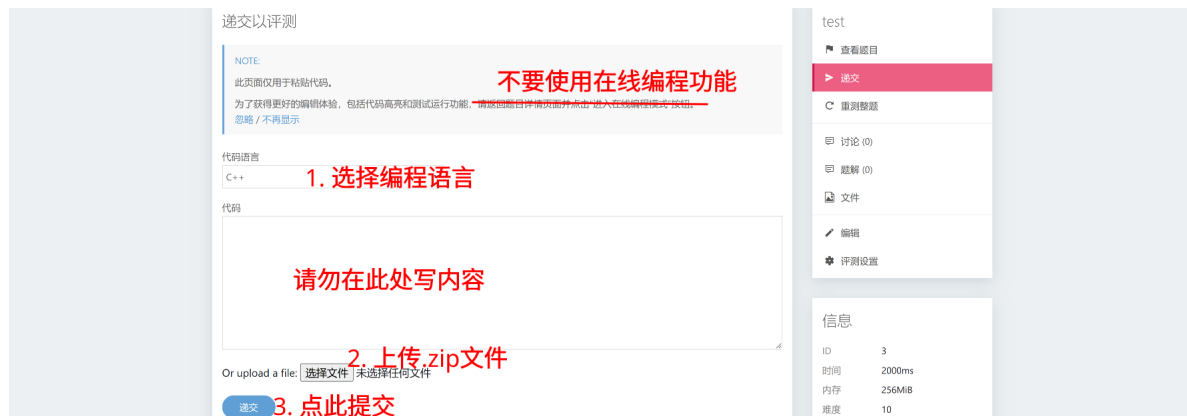 递交以评测
NOTE:
此页面仅用于粘贴代码。
不要使用在线编程功能
为了获得更好的编辑体验，包括代码高亮和测试运行功能，请返回题目详情页面并点击"进入在线编程模式"按钮。
忽略 / 不再显示
代码语言
C++
1. 选择编程语言
代码
请勿在此处写内容
2. 上传.zip文件
Or upload a file: 选择文件 未选择任何文件
递交
3. 点此提交
test
查看题目
递交
重测整题
讨论 (0)
题解 (0)
文件
编辑
评测设置
信息
ID 3
时间 2000ms
内存 256MiB
难度 10